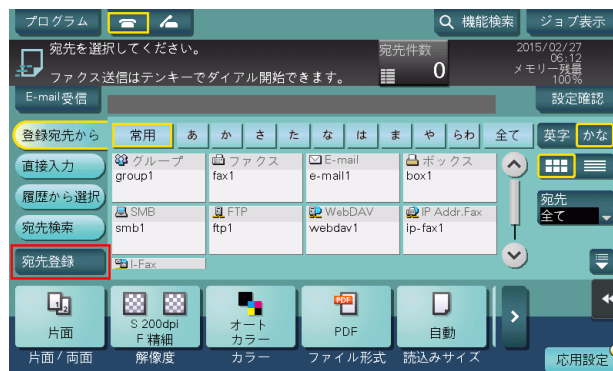 プログラム
機能検索
ジョブ表示
宛先を選択してください。
ファクス送信はテンキーでダイアル開始できます。
宛先件数
0
2015/02/27
06:12
メモリー残量
100%
E-mail受信
設定確認
登録宛先から
常用
あ
か
さ
た
な
は
ま
や
らわ
全て
英字
かな
直接入力
履歴から選択
宛先検索
宛先登録
グループ
group1
ファクス
fax1
E-mail
e-mail1
ボックス
box1
SMB
smb1
FTP
ftp1
WebDAV
webdav1
IP Addr.Fax
ip-fax1
I-Fax
宛先
全て
片面
片面/両面
S 200dpi
F 精細
解像度
オート
カラー
カラー
PDF
PDF
ファイル形式
自動
読込みサイズ
応用設定